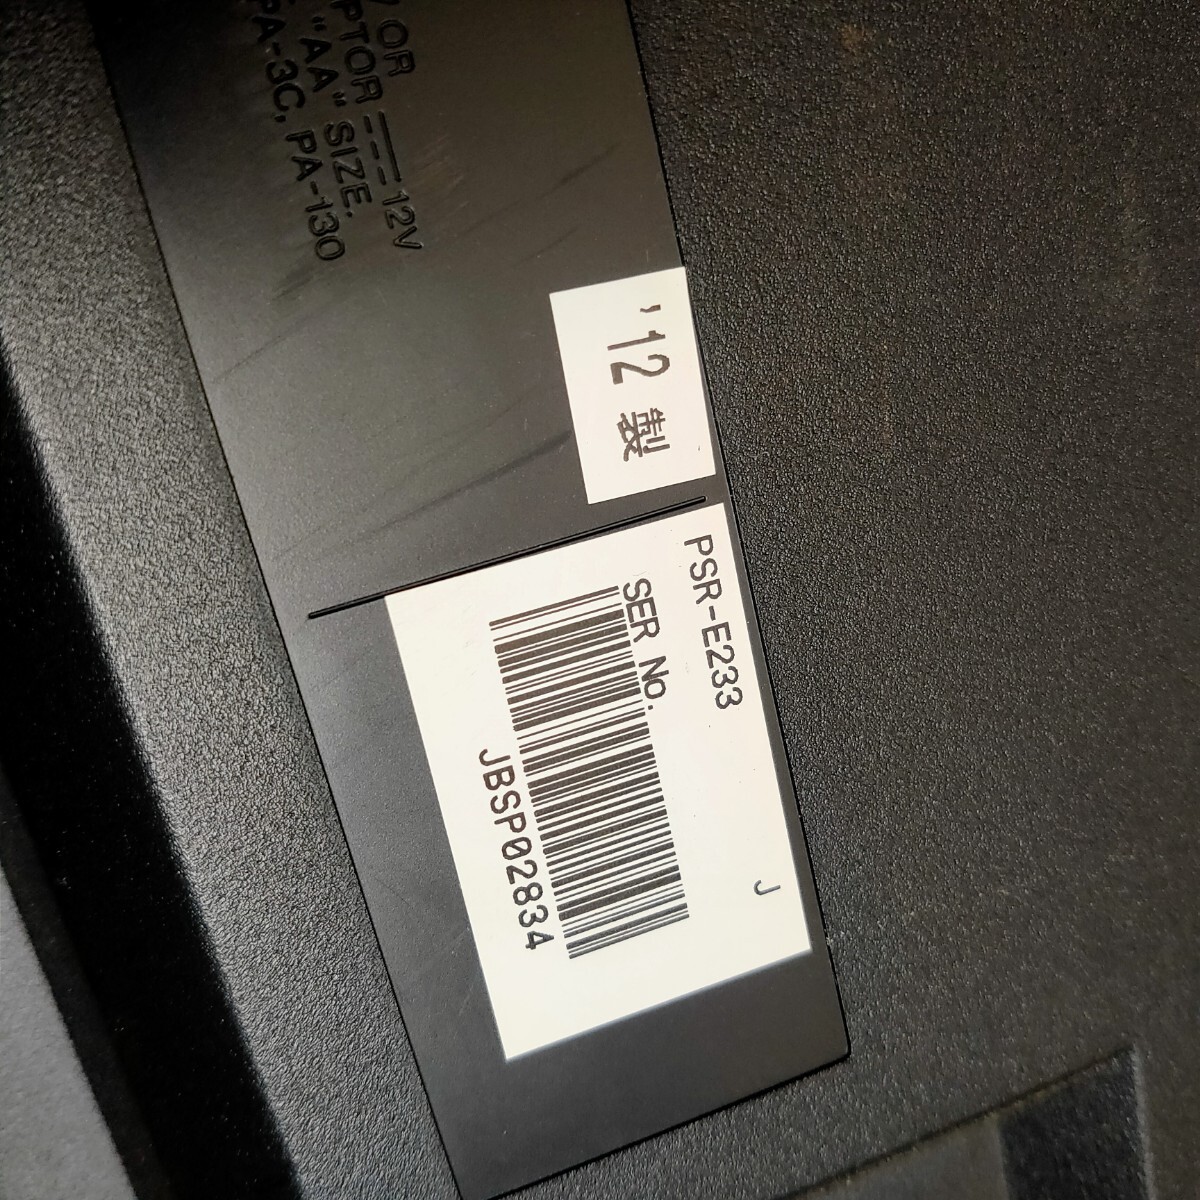 V OR
PTOR ⎓ 12V
"AA" SIZE.
PA-3C, PA-130
'12 製
PSR-E233
J
SER No.
JBSP02834